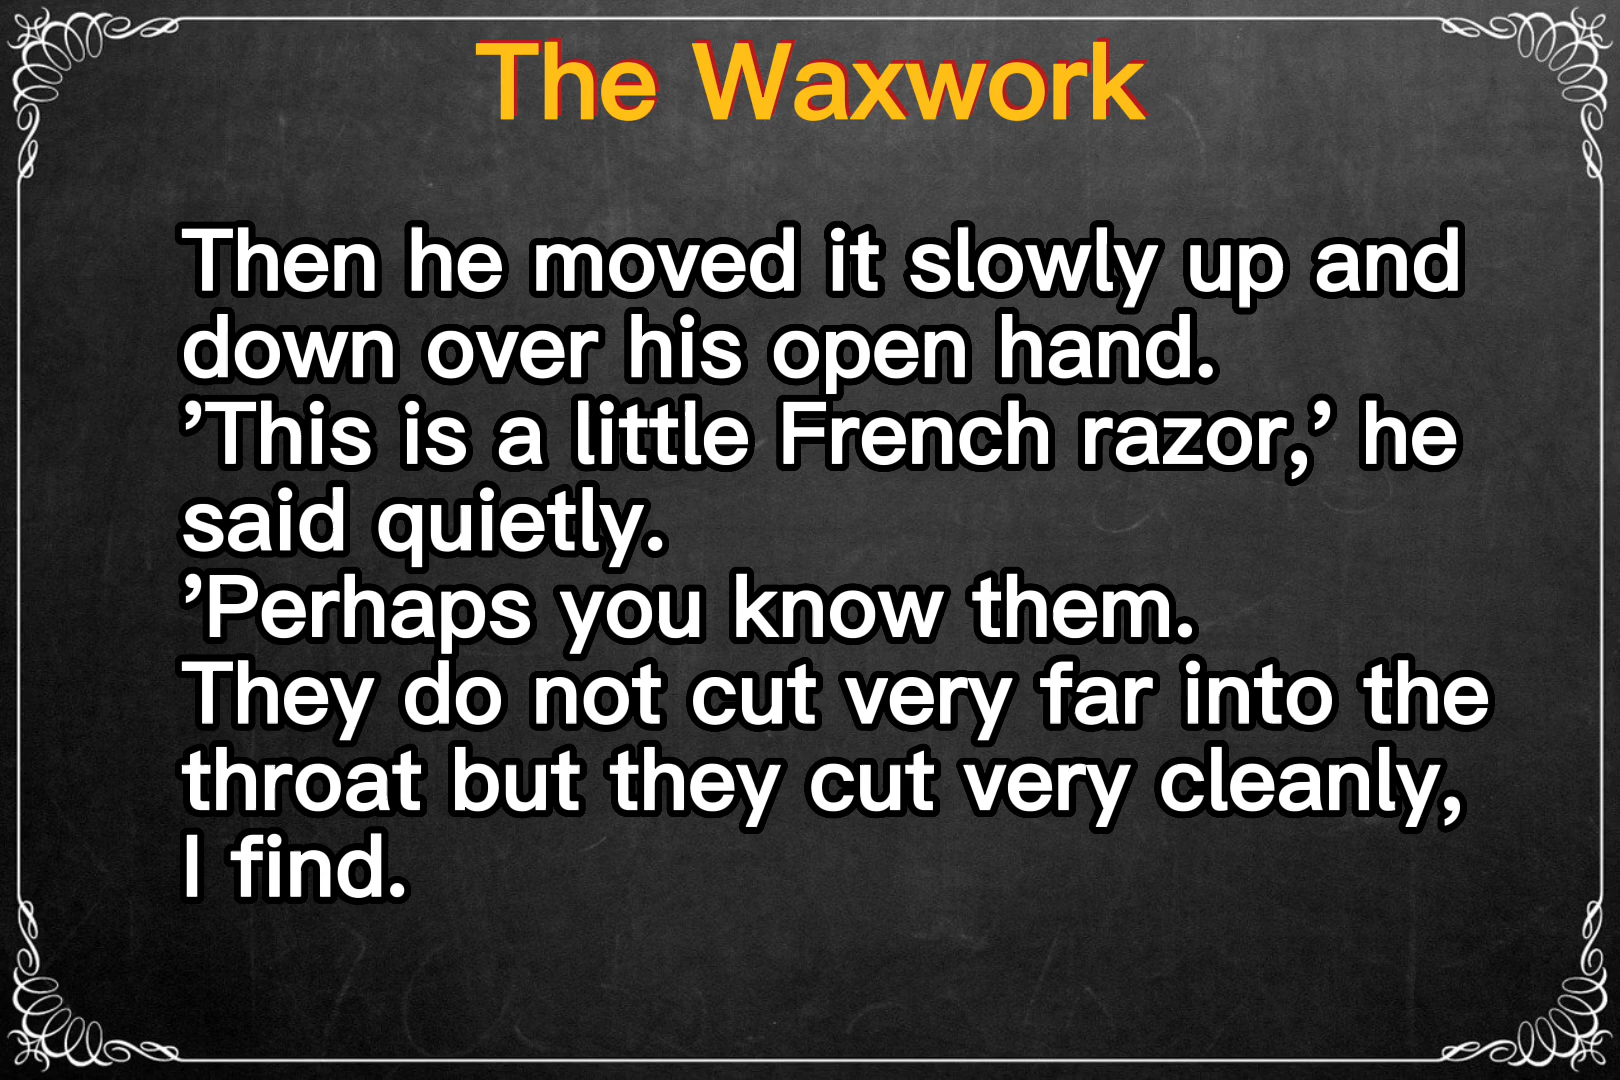 The Waxwork
Then he moved it slowly up and
down over his open hand.
’This is a little French razor,’ he
said quietly.
’Perhaps you know them.
They do not cut very far into the
throat but they cut very cleanly,
I find.